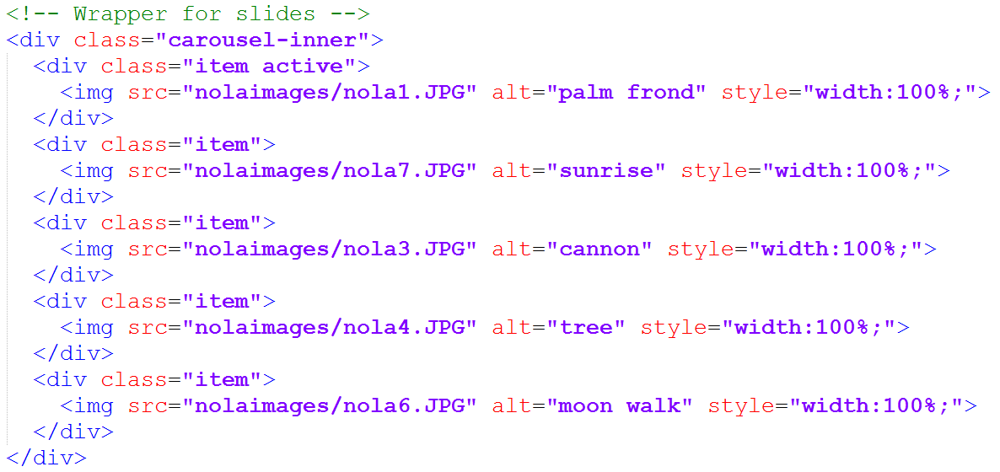 <!-- Wrapper for slides -->
<div class="carousel-inner">
  <div class="item active">
    <img src="nolaimages/nola1.JPG" alt="palm frond" style="width:100%;">
  </div>
  <div class="item">
    <img src="nolaimages/nola7.JPG" alt="sunrise" style="width:100%;">
  </div>
  <div class="item">
    <img src="nolaimages/nola3.JPG" alt="cannon" style="width:100%;">
  </div>
  <div class="item">
    <img src="nolaimages/nola4.JPG" alt="tree" style="width:100%;">
  </div>
  <div class="item">
    <img src="nolaimages/nola6.JPG" alt="moon walk" style="width:100%;">
  </div>
</div>